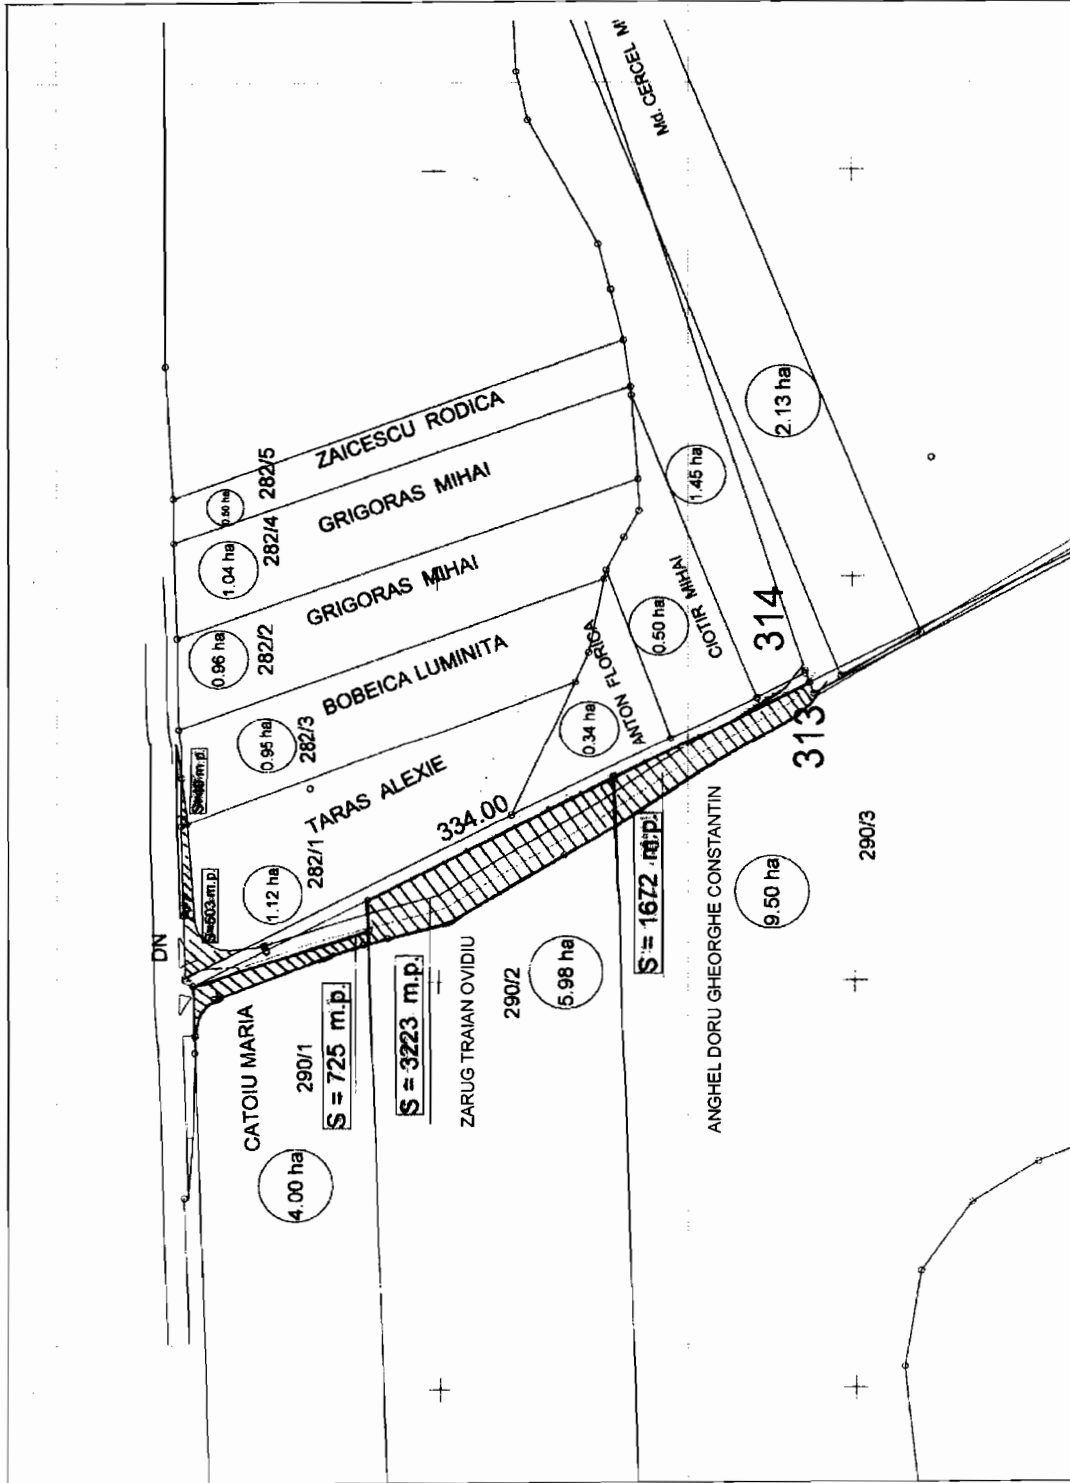 Md. CERCEL
ZAICESCU RODICA
0.50 ha
282/5
GRIGORAS MIHAI
1.04 ha
282/4
GRIGORAS MIHAI
0.96 ha
282/2
BOBEICA LUMINITA
0.95 ha
282/3
TARAS ALEXIE
1.12 ha
282/1
334.00
2.13 ha
1.45 ha
CIOTIR MIHAI
0.50 ha
ANTON FLORICA
0.34 ha
314
313
S=603 m.p.
DN
CATOIU MARIA
290/1
S = 725 m.p.
4.00 ha
S = 3223 m.p.
ZARUG TRAIAN OVIDIU
290/2
5.98 ha
S = 1672 m.p.
ANGHEL DORU GHEORGHE CONSTANTIN
9.50 ha
290/3